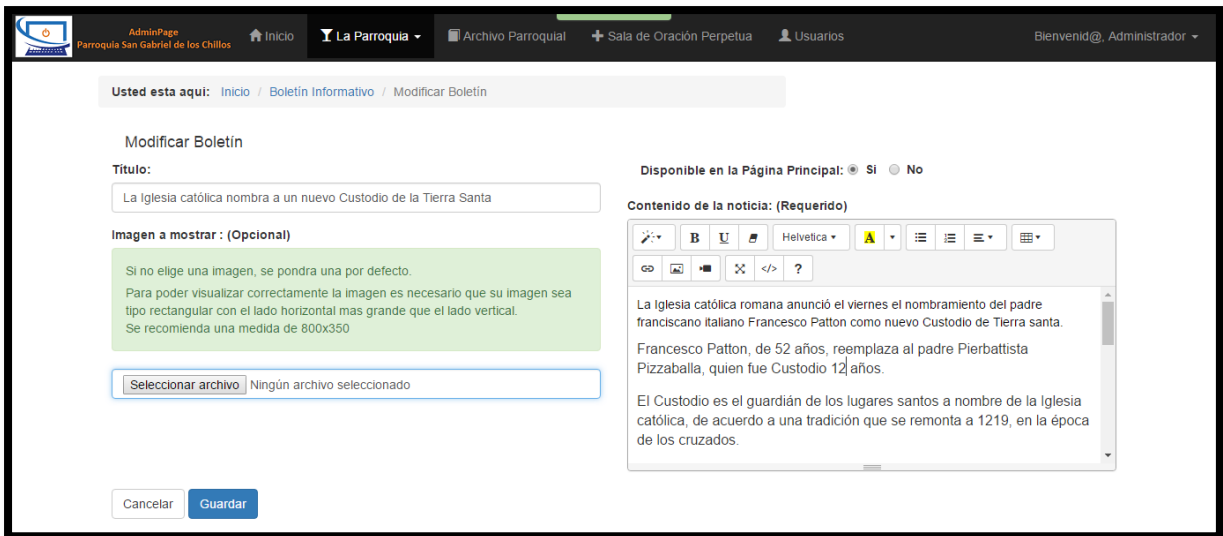 AdminPage
Parroquia San Gabriel de los Chillos
Inicio
La Parroquia
Archivo Parroquial
Sala de Oración Perpetua
Usuarios
Bienvenid@, Administrador
Usted esta aqui: Inicio / Boletín Informativo / Modificar Boletín
Modificar Boletín
Título:
La Iglesia católica nombra a un nuevo Custodio de la Tierra Santa
Imagen a mostrar : (Opcional)
Si no elige una imagen, se pondra una por defecto.
Para poder visualizar correctamente la imagen es necesario que su imagen sea
tipo rectangular con el lado horizontal mas grande que el lado vertical.
Se recomienda una medida de 800x350
Seleccionar archivo Ningún archivo seleccionado
Disponible en la Página Principal: Si No
Contenido de la noticia: (Requerido)
B U Helvetica A
</> ?
La Iglesia católica romana anunció el viernes el nombramiento del padre
franciscano italiano Francesco Patton como nuevo Custodio de Tierra santa.
Francesco Patton, de 52 años, reemplaza al padre Pierbattista
Pizzaballa, quien fue Custodio 12 años.
El Custodio es el guardián de los lugares santos a nombre de la Iglesia
católica, de acuerdo a una tradición que se remonta a 1219, en la época
de los cruzados.
Cancelar
Guardar